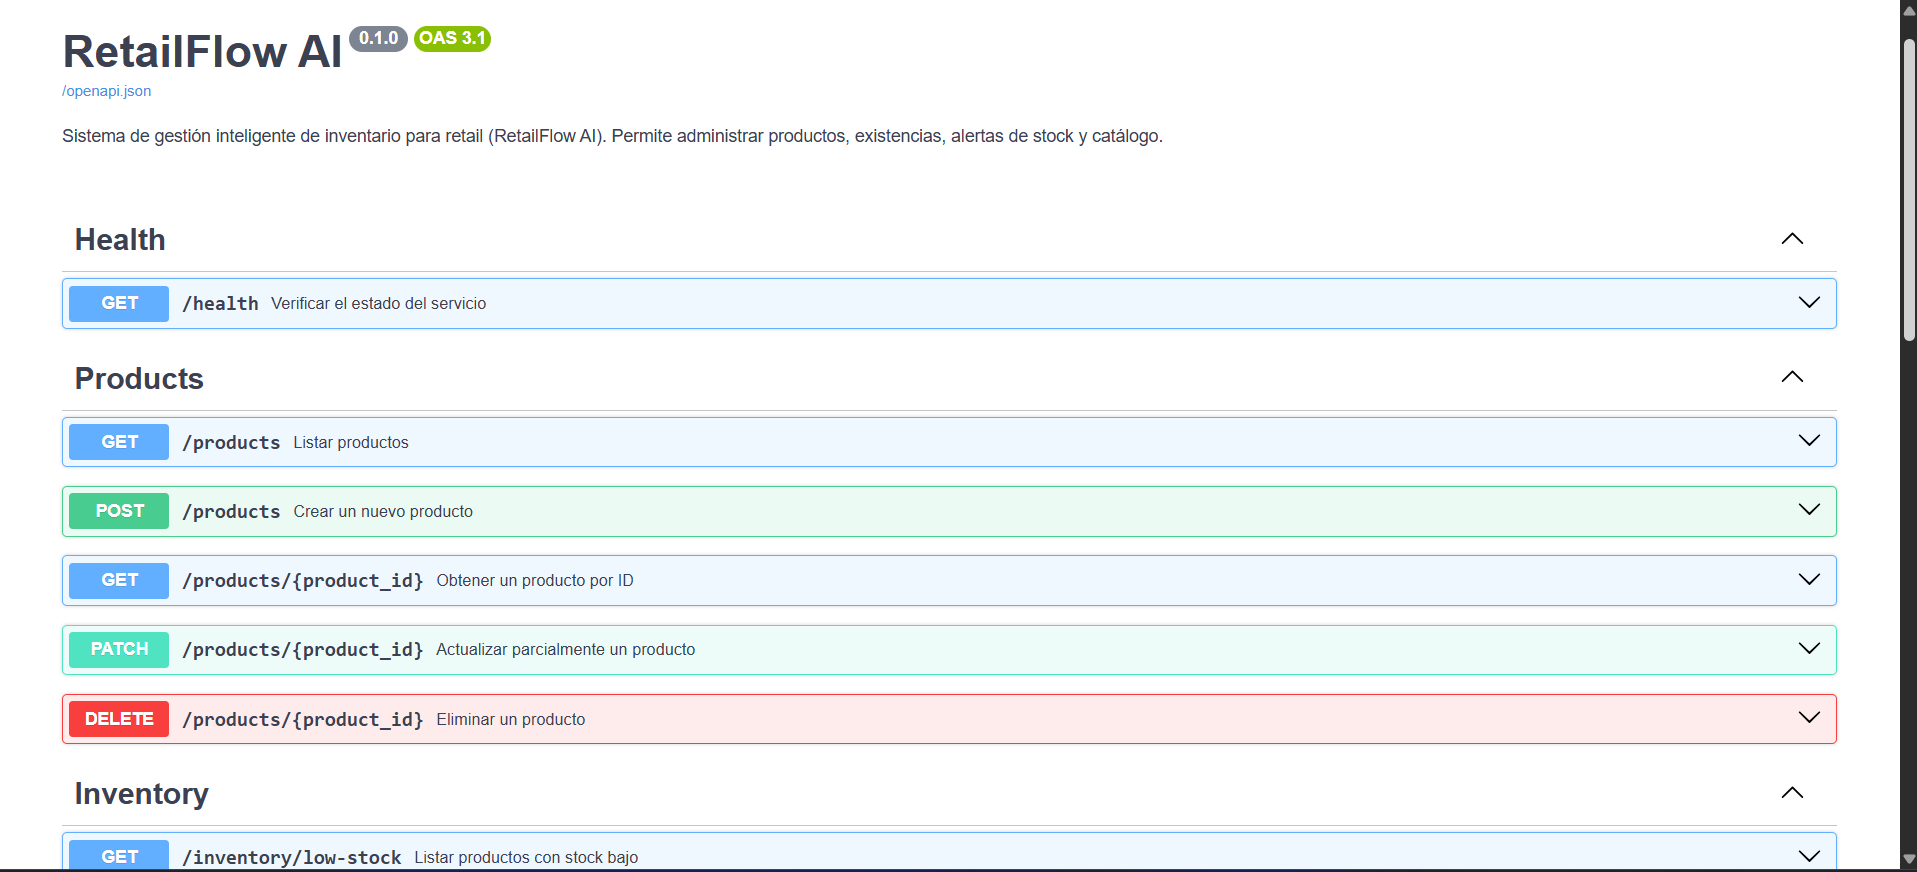 RetailFlow AI 0.1.0 OAS 3.1
/openapi.json
Sistema de gestión inteligente de inventario para retail (RetailFlow AI). Permite administrar productos, existencias, alertas de stock y catálogo.
Health
GET /health Verificar el estado del servicio
Products
GET /products Listar productos
POST /products Crear un nuevo producto
GET /products/{product_id} Obtener un producto por ID
PATCH /products/{product_id} Actualizar parcialmente un producto
DELETE /products/{product_id} Eliminar un producto
Inventory
GET /inventory/low-stock Listar productos con stock bajo